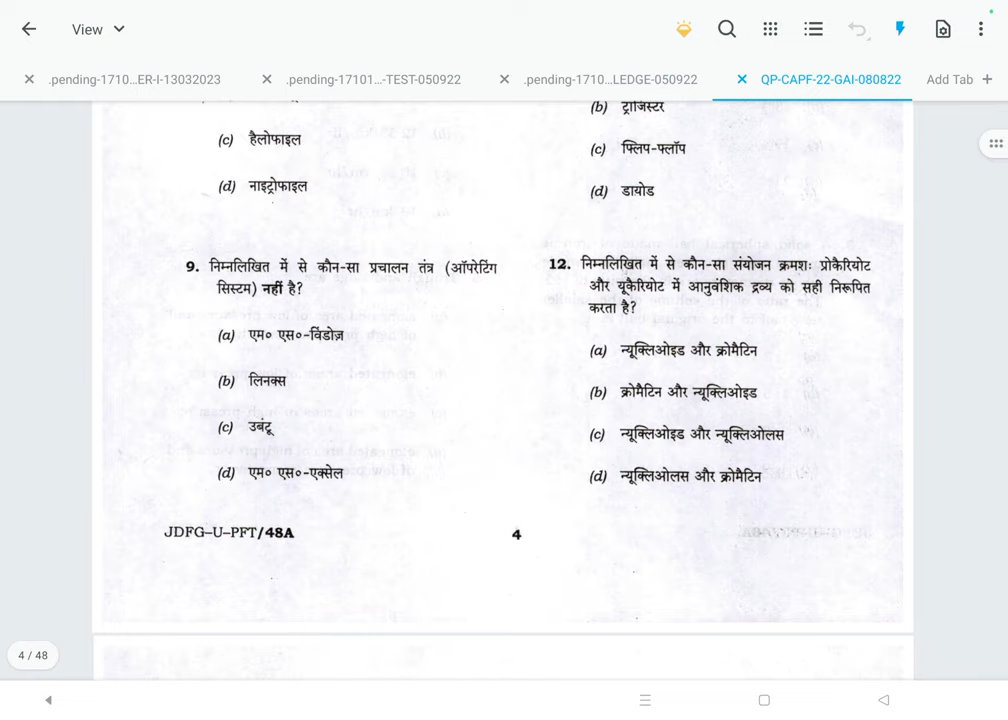 View
.pending-1710...ER-I-13032023
.pending-17101...-TEST-050922
.pending-1710...LEDGE-050922
QP-CAPF-22-GAI-080822
Add Tab +
(c) हैलोफाइल
(d) नाइट्रोफाइल
9. निम्नलिखित में से कौन-सा प्रचालन तंत्र (ऑपरेटिंग
सिस्टम) नहीं है?
(a) एम० एस०-विंडोज़
(b) लिनक्स
(c) उबंटू
(d) एम० एस०-एक्सेल
(b) ट्रांजिस्टर
(c) फ्लिप-फ्लॉप
(d) डायोड
12. निम्नलिखित में से कौन-सा संयोजन क्रमशः प्रोकैरियोट
और यूकैरियोट में आनुवंशिक द्रव्य को सही निरूपित
करता है?
(a) न्यूक्लिओइड और क्रोमैटिन
(b) क्रोमैटिन और न्यूक्लिओइड
(c) न्यूक्लिओइड और न्यूक्लिओलस
(d) न्यूक्लिओलस और क्रोमैटिन
JDFG-U-PFT/48A
4
4 / 48